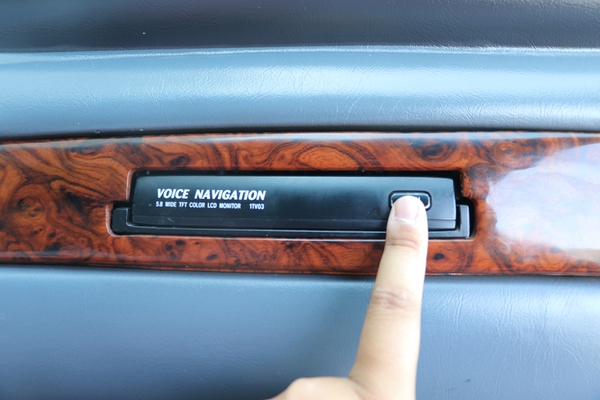 VOICE NAVIGATION
5.8 WIDE TFT COLOR LCD MONITOR 1TV03